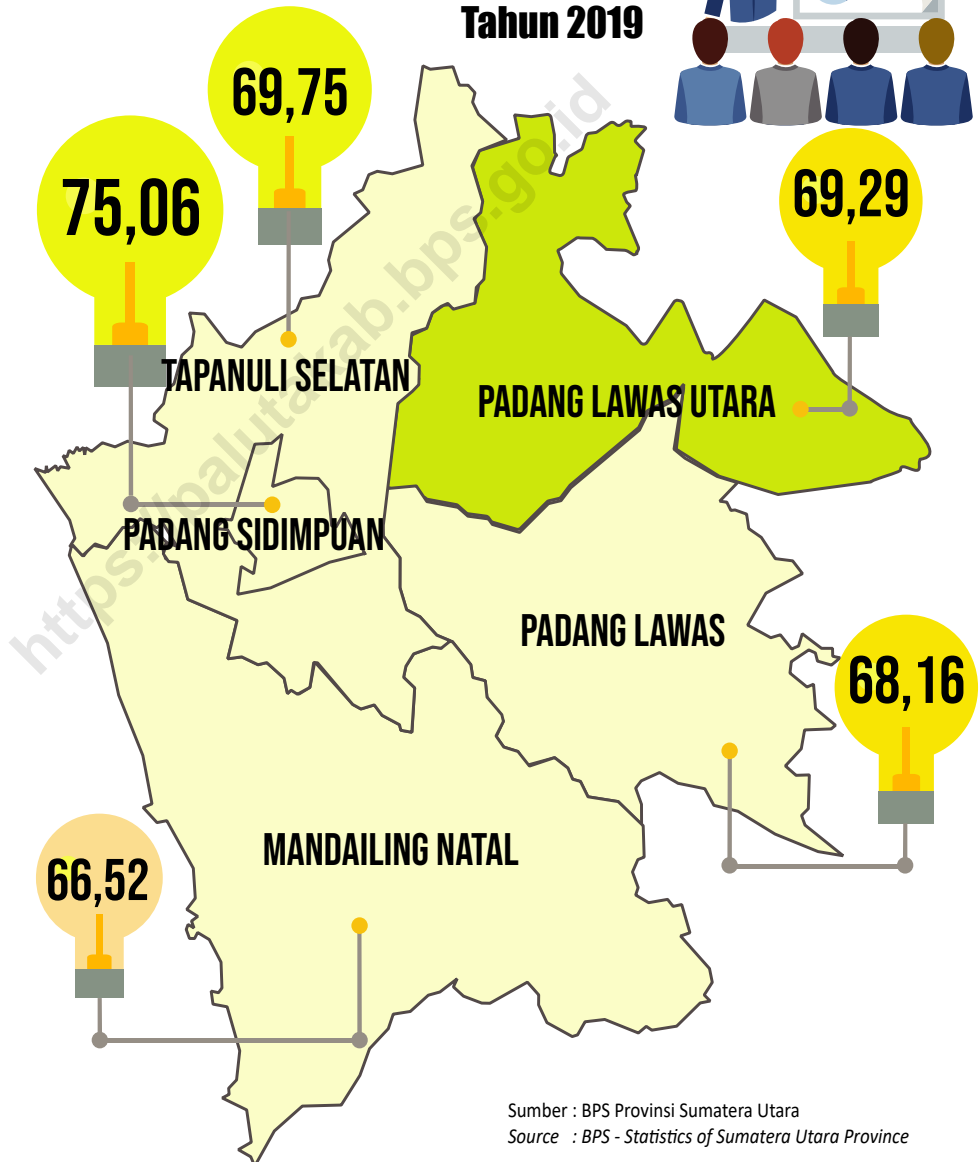 Tahun 2019
69,75
75,06
69,29
TAPANULI SELATAN
PADANG LAWAS UTARA
PADANG SIDIMPUAN
PADANG LAWAS
68,16
MANDAILING NATAL
66,52
https://palutakab.bps.go.id
Sumber : BPS Provinsi Sumatera Utara
Source : BPS - Statistics of Sumatera Utara Province